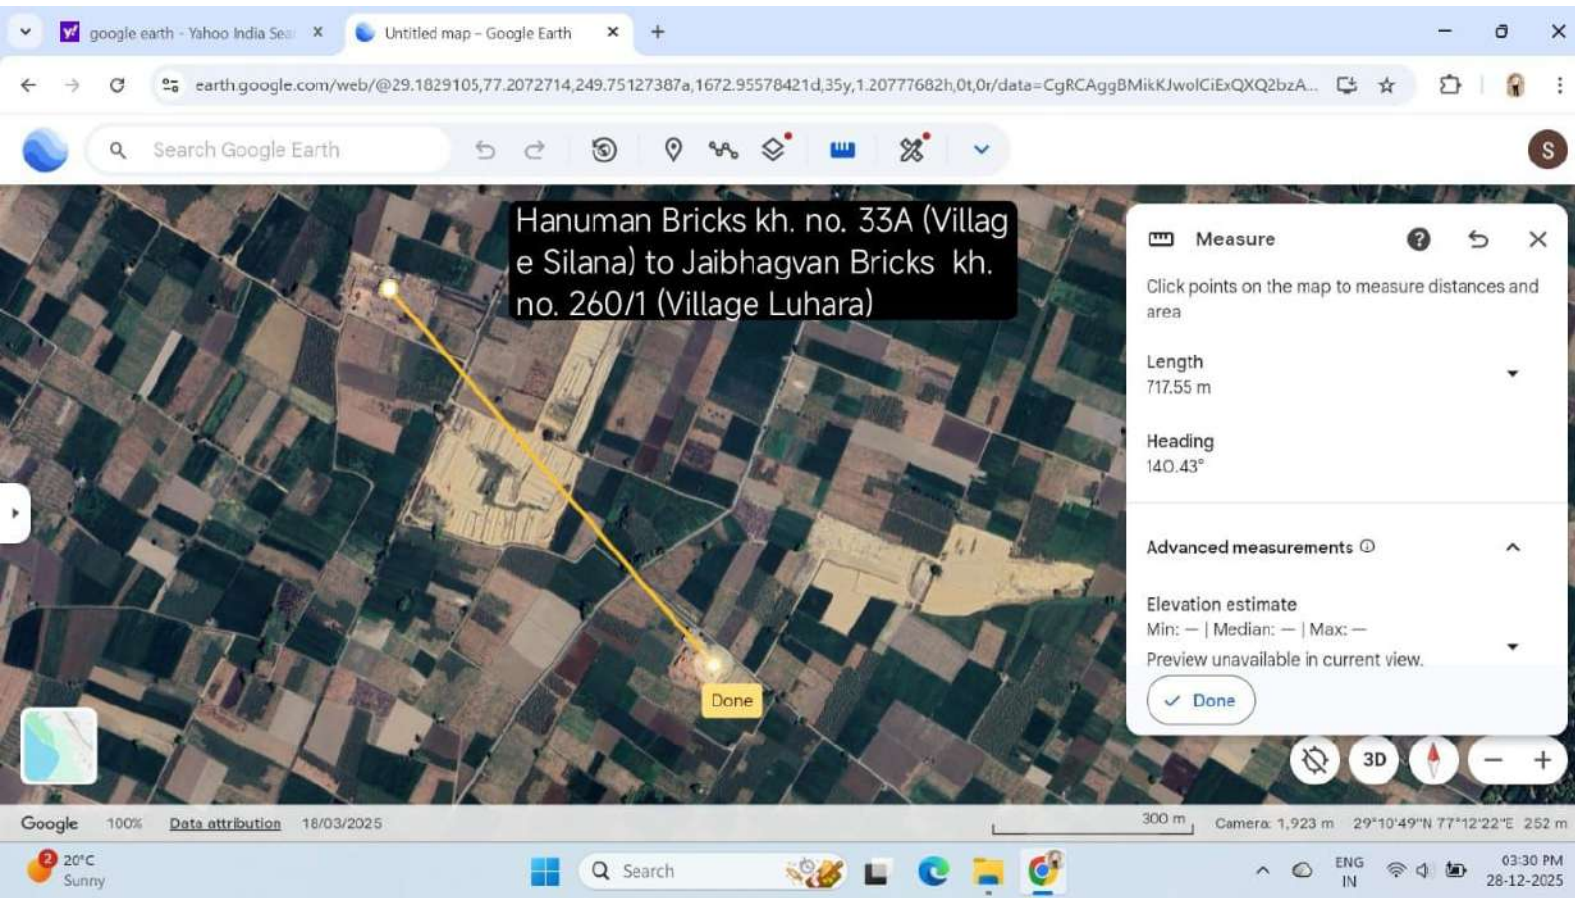 google earth - Yahoo India Sea
Untitled map – Google Earth
earth.google.com/web/@29.1829105,77.2072714,249.75127387a,1672.95578421d,35y,1.20777682h,0t,0r/data=CgRCAggBMikKJwolCiExQXQ2bzA...
Search Google Earth
S
Hanuman Bricks kh. no. 33A (Villag
e Silana) to Jaibhagvan Bricks kh.
no. 260/1 (Village Luhara)
Measure
Click points on the map to measure distances and
area
Length
717.55 m
Heading
140.43°
Advanced measurements
Elevation estimate
Min: — | Median: — | Max: —
Preview unavailable in current view.
Done
Done
3D
Google 100% Data attribution 18/03/2025
300 m
Camera: 1,923 m 29°10'49"N 77°12'22"E 252 m
2
20°C
Sunny
Search
ENG
IN
03:30 PM
28-12-2025